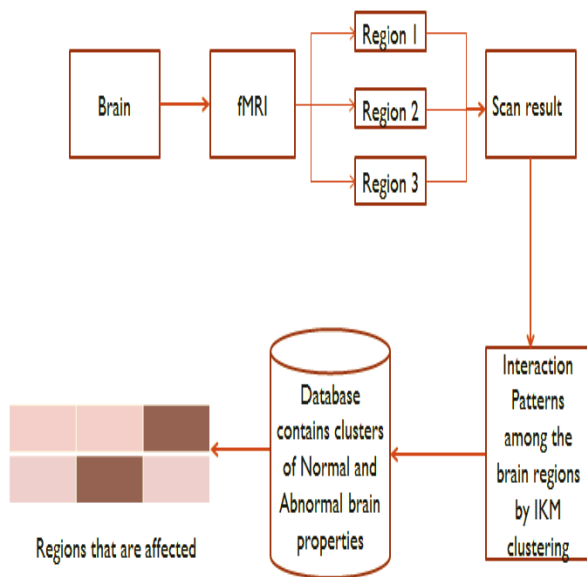 Brain
fMRI
Region 1
Region 2
Region 3
Scan result
Interaction
Patterns
among the
brain regions
by IKM
clustering
Database
contains clusters
of Normal and
Abnormal brain
properties
Regions that are affected